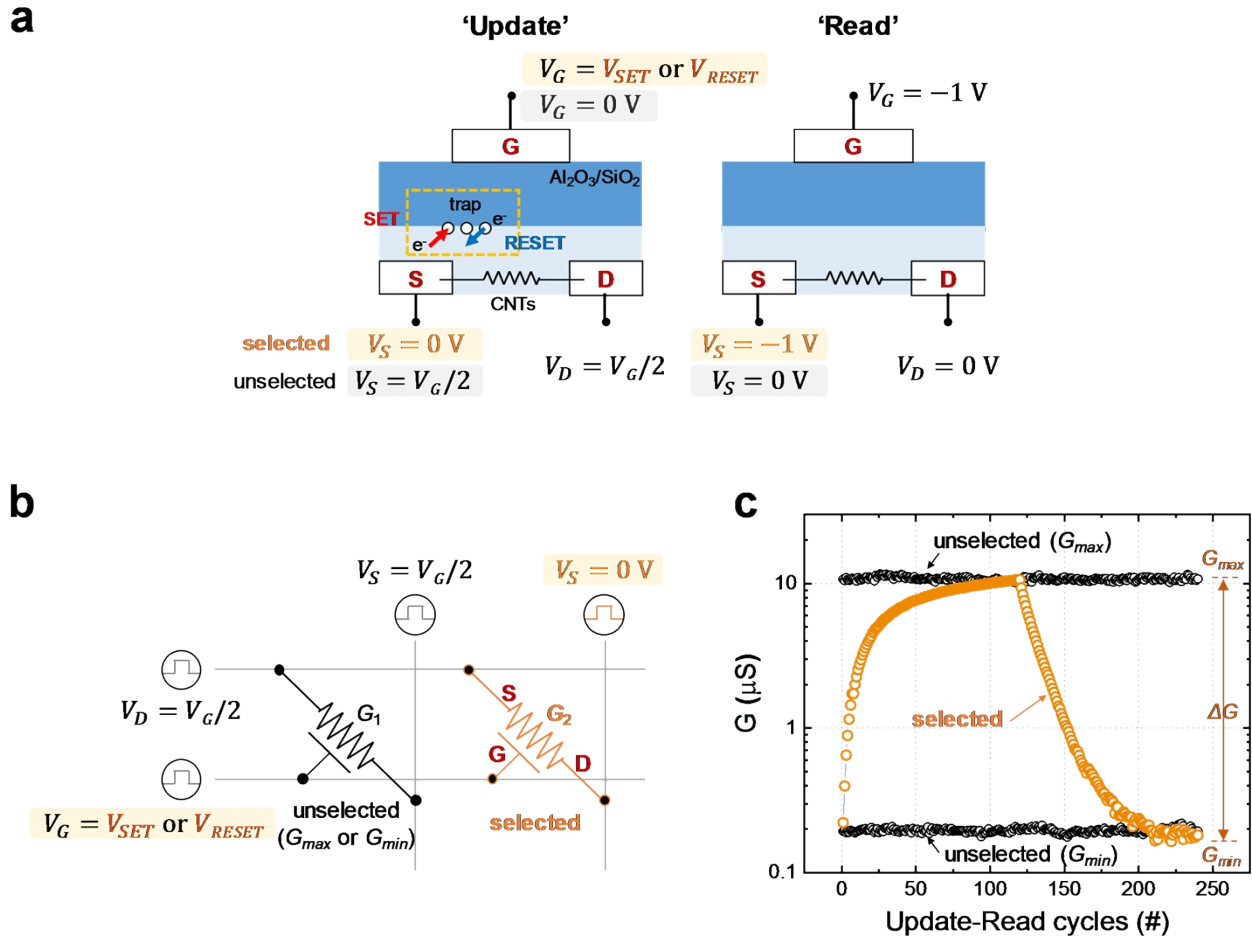 a
‘Update’
‘Read’
V_G = V_SET or V_RESET
V_G = 0 V
V_G = −1 V
G
G
Al₂O₃/SiO₂
trap
SET
e⁻
e⁻
RESET
S
D
S
D
CNTs
selected
V_S = 0 V
V_S = −1 V
unselected
V_S = V_G/2
V_D = V_G/2
V_S = 0 V
V_D = 0 V
b
V_S = V_G/2
V_S = 0 V
V_D = V_G/2
G₁
S
G₂
G
D
V_G = V_SET or V_RESET
unselected
(G_max or G_min)
selected
c
unselected (G_max)
G_max
10
G (μS)
selected
ΔG
1
unselected (G_min)
G_min
0.1
0
50
100
150
200
250
Update-Read cycles (#)